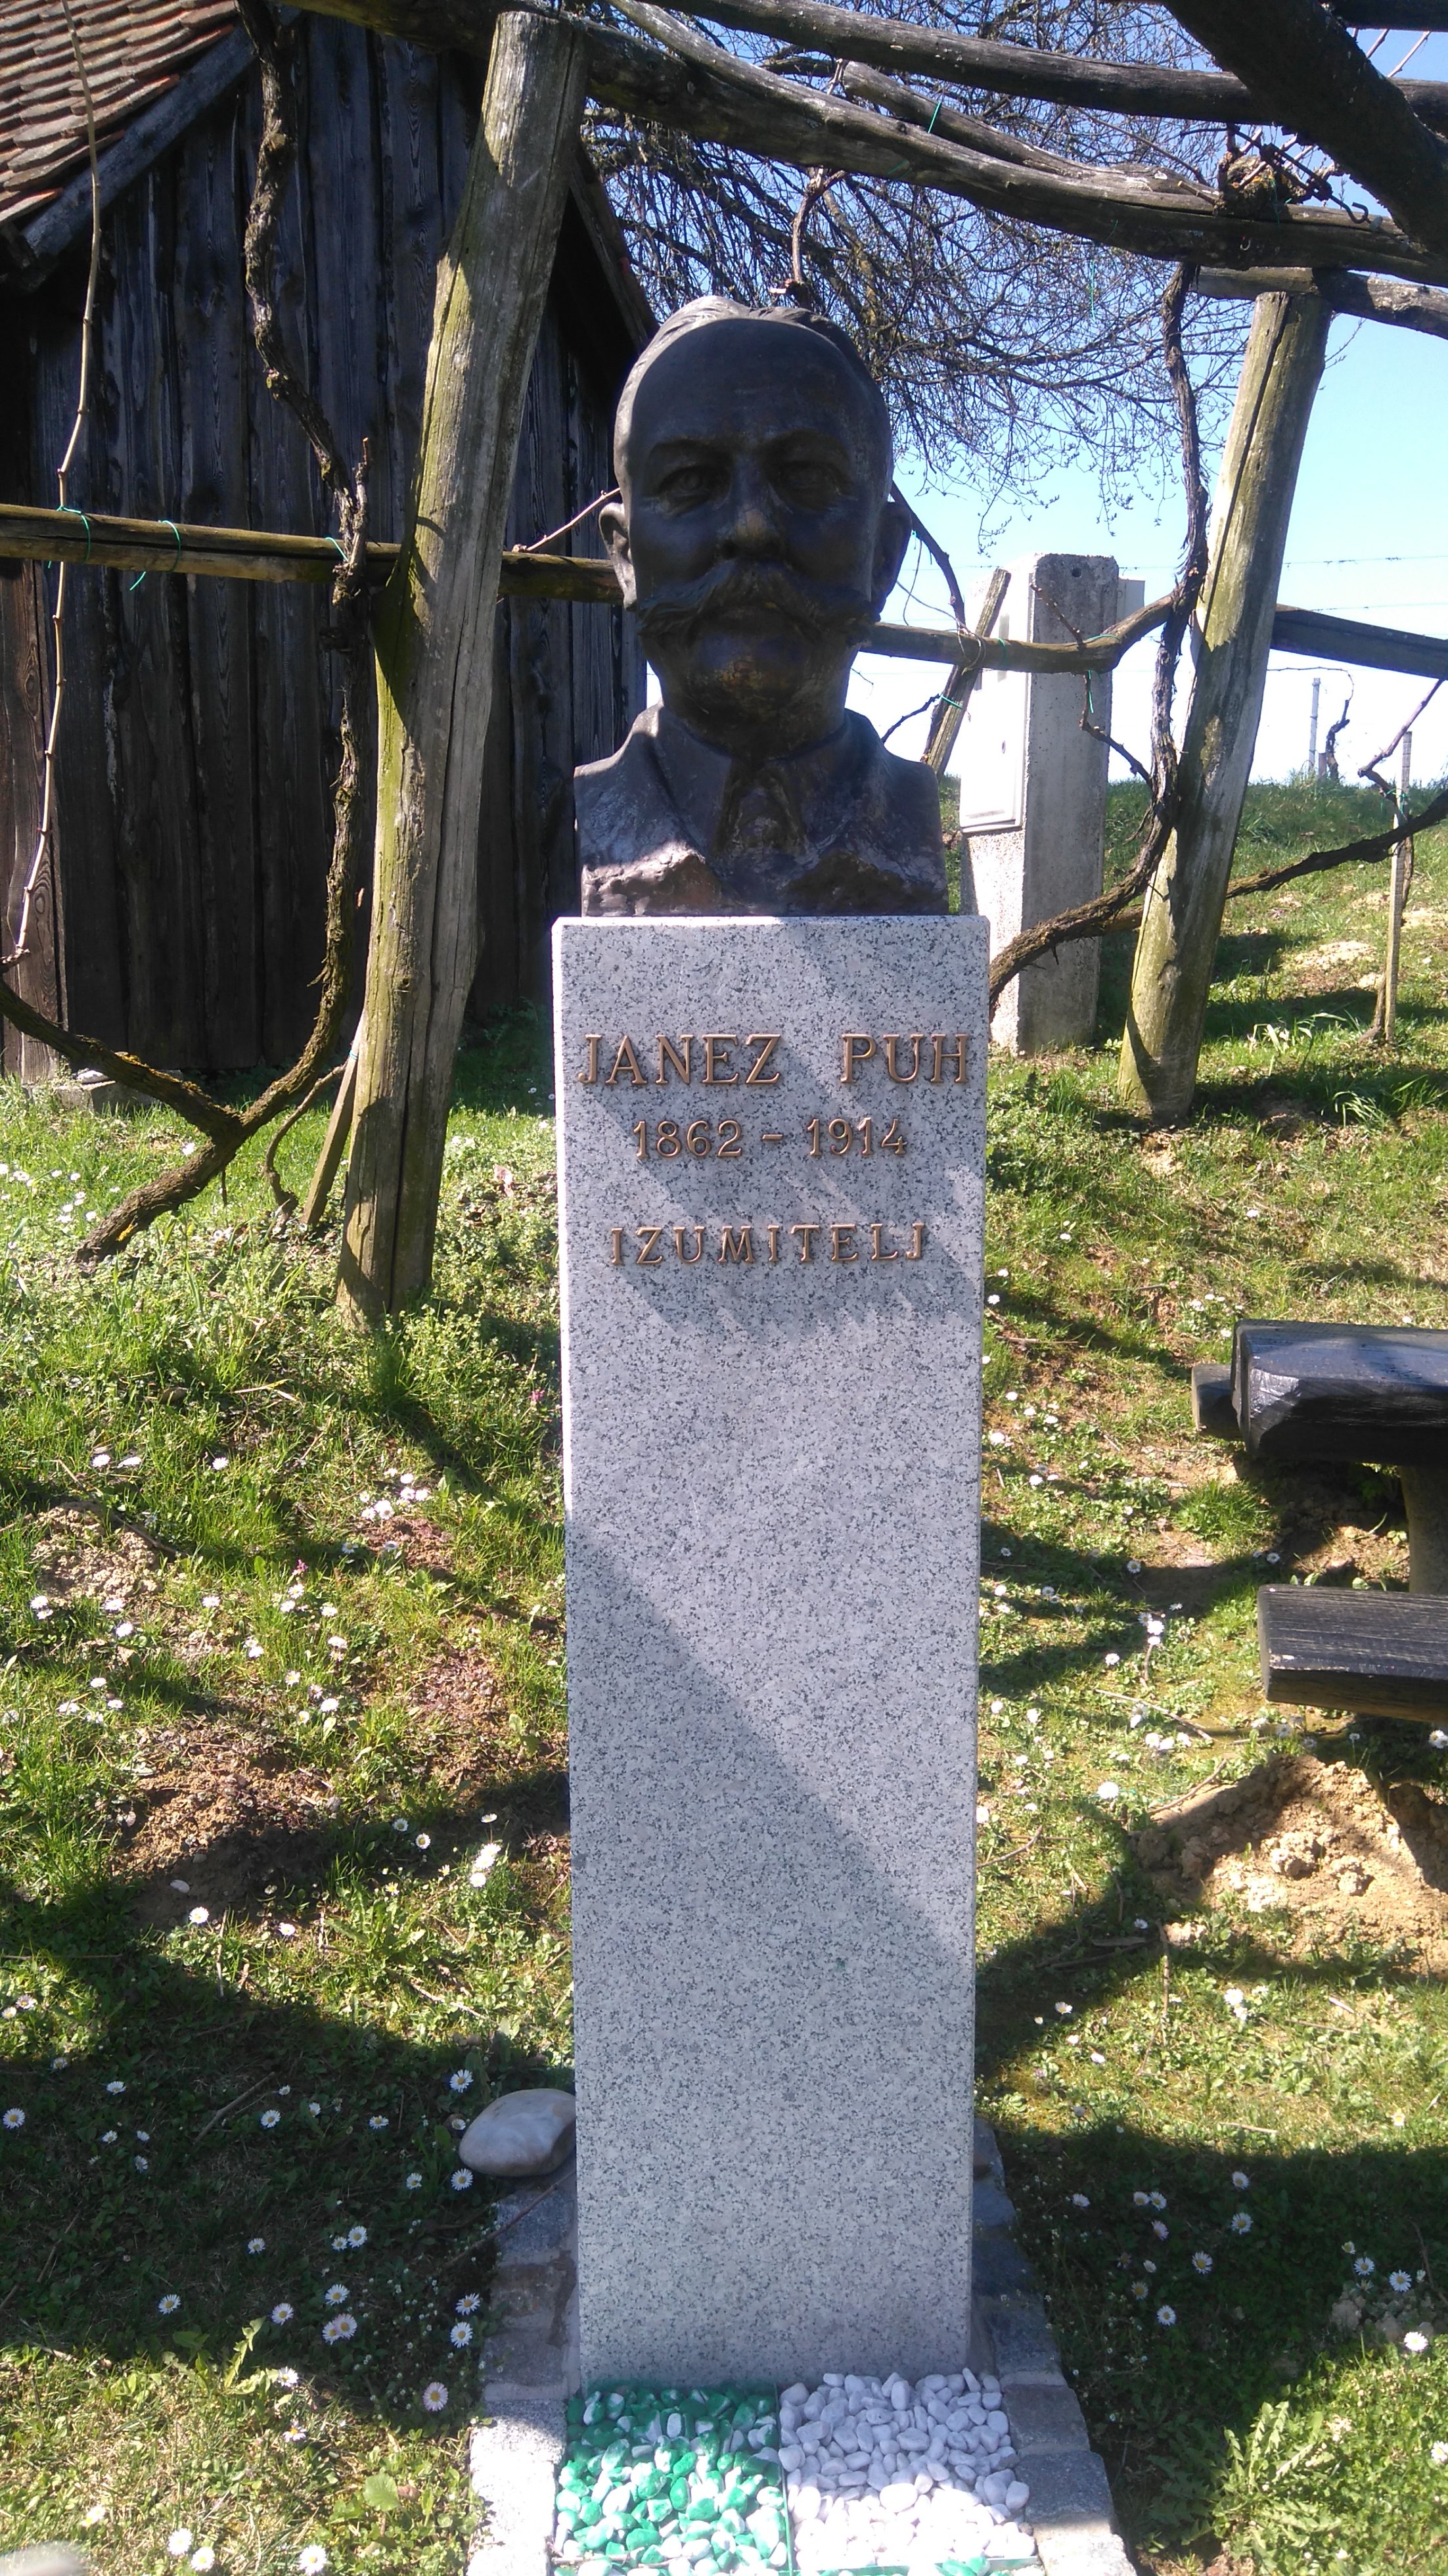 JANEZ PUH
1862 - 1914
IZUMITELJ